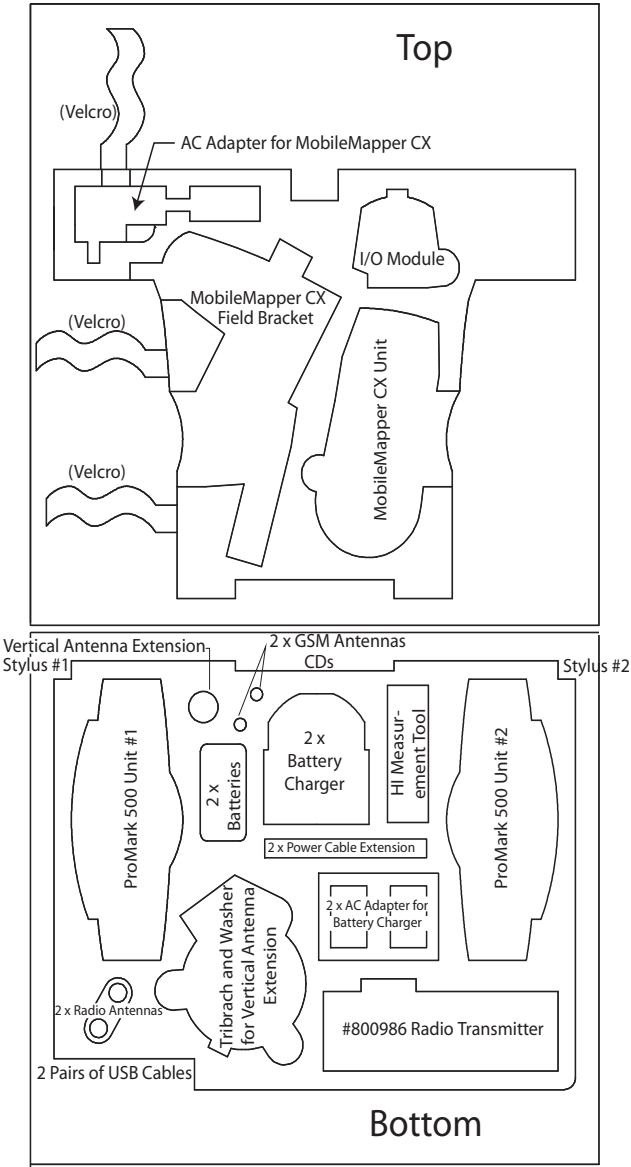 Top
(Velcro)
AC Adapter for MobileMapper CX
I/O Module
MobileMapper CX
Field Bracket
(Velcro)
MobileMapper CX Unit
(Velcro)
Vertical Antenna Extension
2 x GSM Antennas
Stylus #1
CDs
Stylus #2
ProMark 500 Unit #1
2 x
Batteries
2 x
Battery
Charger
HI Measur-
ement Tool
ProMark 500 Unit #2
2 x Power Cable Extension
2 x AC Adapter for
Battery Charger
Tribrach and Washer
for Vertical Antenna
Extension
2 x Radio Antennas
#800986 Radio Transmitter
2 Pairs of USB Cables
Bottom